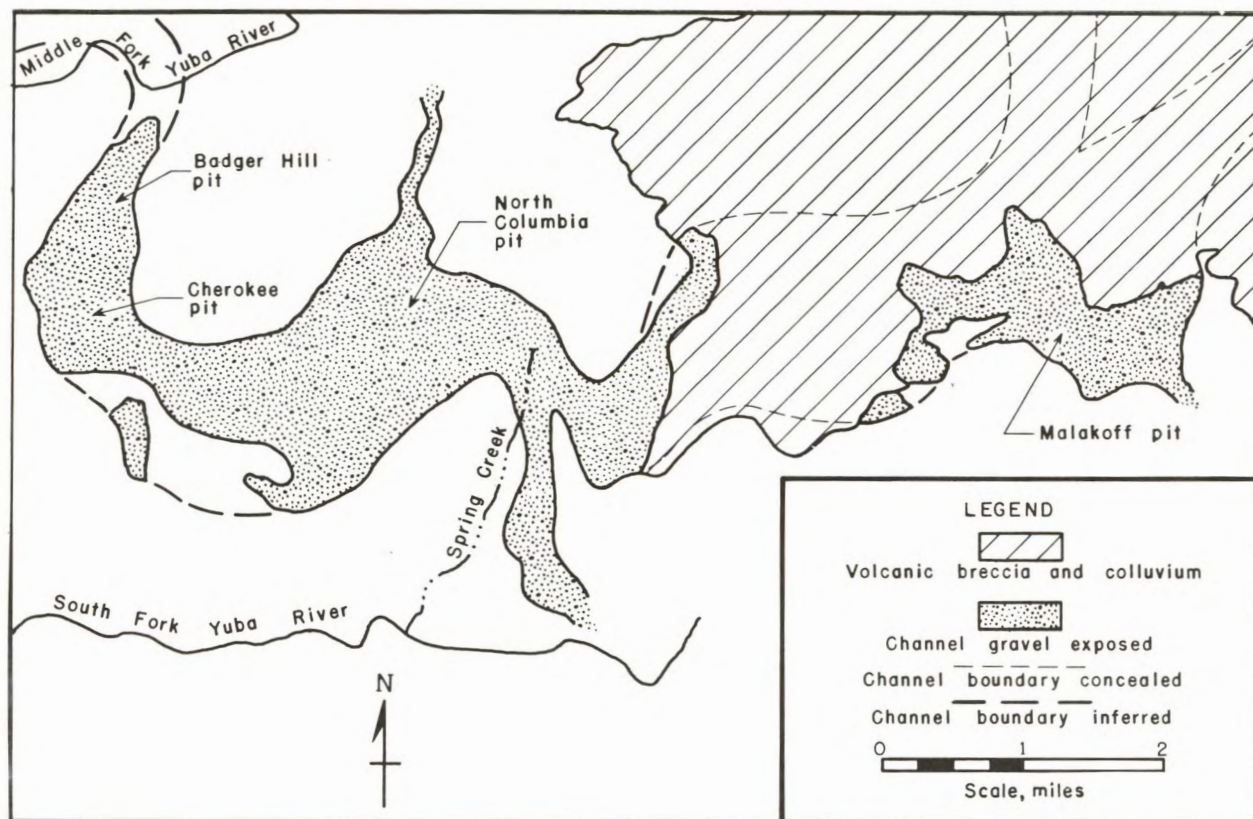 Middle Fork Yuba River
Badger Hill
pit
North
Columbia
pit
Cherokee
pit
Malakoff pit
Spring Creek
South Fork Yuba River
N
LEGEND
Volcanic breccia and colluvium
Channel gravel exposed
Channel boundary concealed
Channel boundary inferred
0 1 2
Scale, miles